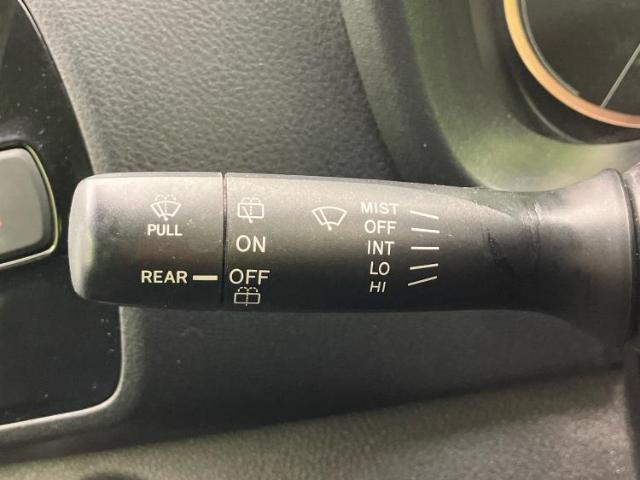 PULL
REAR
ON
OFF
MIST
OFF
INT
LO
HI